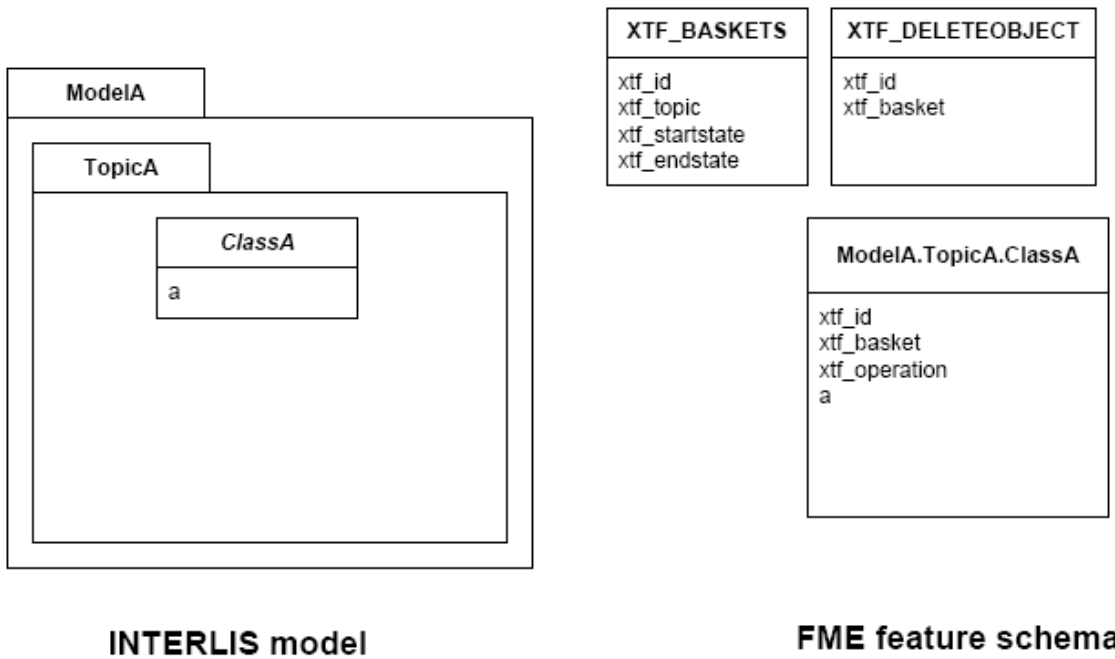 ModelA
TopicA
ClassA
a
INTERLIS model
XTF_BASKETS
xtf_id
xtf_topic
xtf_startstate
xtf_endstate
XTF_DELETEOBJECT
xtf_id
xtf_basket
ModelA.TopicA.ClassA
xtf_id
xtf_basket
xtf_operation
a
FME feature schema